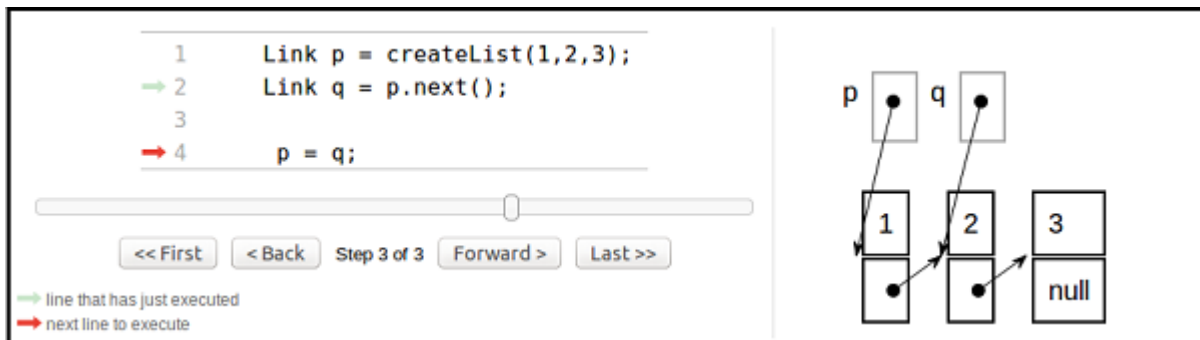 1 Link p = createList(1,2,3);
2 Link q = p.next();
3
4 p = q;
<< First < Back Step 3 of 3 Forward > Last >>
line that has just executed
next line to execute
p q
1 2 3
null